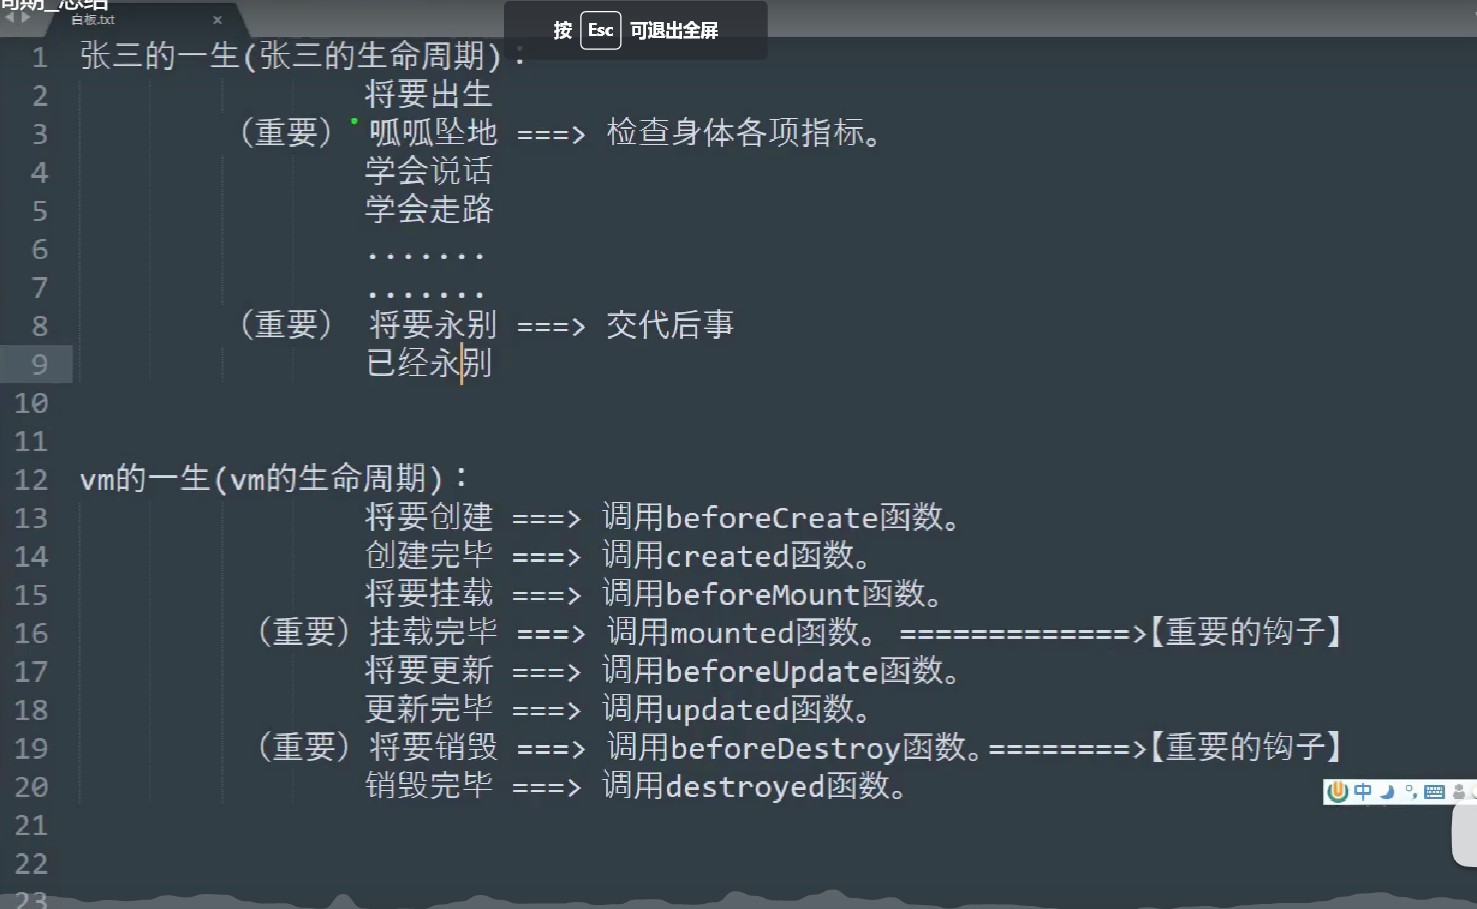 周期_总结
白板.txt
按 Esc 可退出全屏
1 张三的一生(张三的生命周期)：
2 将要出生
3 （重要） 呱呱坠地 ===> 检查身体各项指标。
4 学会说话
5 学会走路
6 .......
7 .......
8 （重要） 将要永别 ===> 交代后事
9 已经永别
10
11
12 vm的一生(vm的生命周期)：
13 将要创建 ===> 调用beforeCreate函数。
14 创建完毕 ===> 调用created函数。
15 将要挂载 ===> 调用beforeMount函数。
16 （重要）挂载完毕 ===> 调用mounted函数。 =============>【重要的钩子】
17 将要更新 ===> 调用beforeUpdate函数。
18 更新完毕 ===> 调用updated函数。
19 （重要）将要销毁 ===> 调用beforeDestroy函数。========>【重要的钩子】
20 销毁完毕 ===> 调用destroyed函数。
中
21
22
23